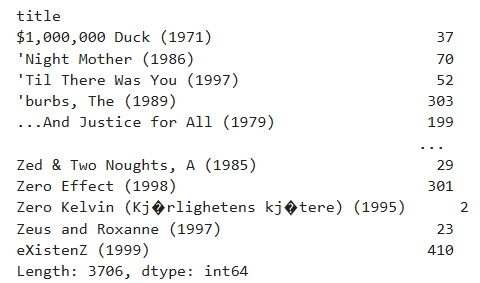 title
$1,000,000 Duck (1971) 37
'Night Mother (1986) 70
'Til There Was You (1997) 52
'burbs, The (1989) 303
...And Justice for All (1979) 199
...
Zed & Two Noughts, A (1985) 29
Zero Effect (1998) 301
Zero Kelvin (Kj�rlighetens kj�tere) (1995) 2
Zeus and Roxanne (1997) 23
eXistenZ (1999) 410
Length: 3706, dtype: int64